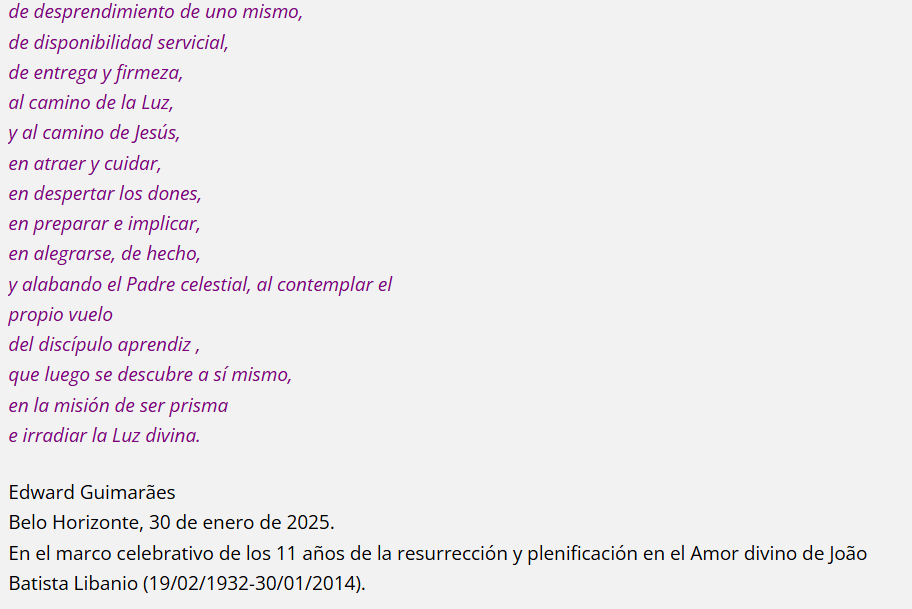 de desprendimiento de uno mismo,
de disponibilidad servicial,
de entrega y firmeza,
al camino de la Luz,
y al camino de Jesús,
en atraer y cuidar,
en despertar los dones,
en preparar e implicar,
en alegrarse, de hecho,
y alabando el Padre celestial, al contemplar el
propio vuelo
del discípulo aprendiz ,
que luego se descubre a sí mismo,
en la misión de ser prisma
e irradiar la Luz divina.
Edward Guimarães
Belo Horizonte, 30 de enero de 2025.
En el marco celebrativo de los 11 años de la resurrección y plenificación en el Amor divino de João
Batista Libanio (19/02/1932-30/01/2014).